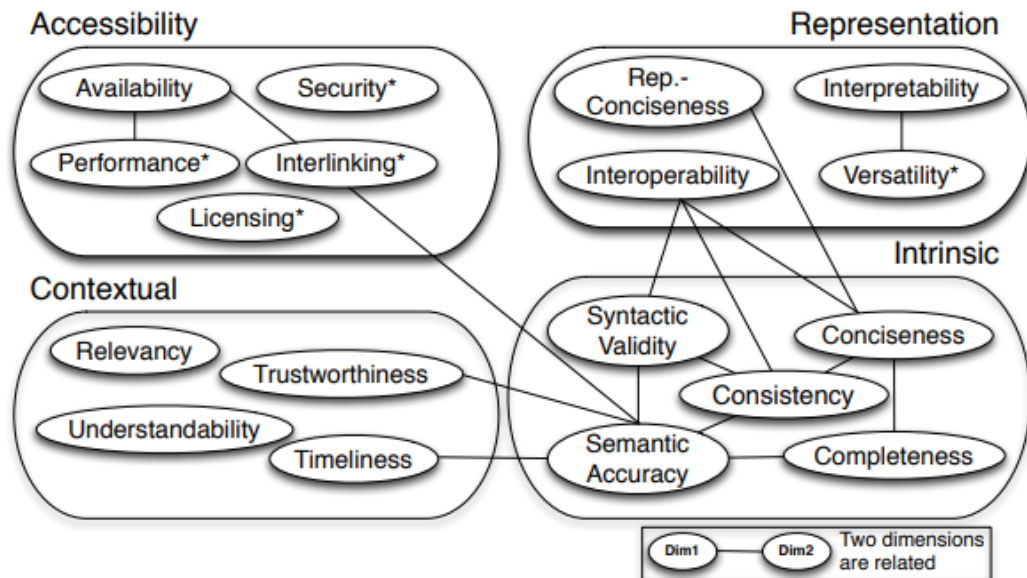 Accessibility
Availability
Security*
Performance*
Interlinking*
Licensing*
Representation
Rep.-
Conciseness
Interpretability
Interoperability
Versatility*
Contextual
Relevancy
Trustworthiness
Understandability
Timeliness
Intrinsic
Syntactic
Validity
Conciseness
Consistency
Semantic
Accuracy
Completeness
Dim1
Dim2
Two dimensions
are related